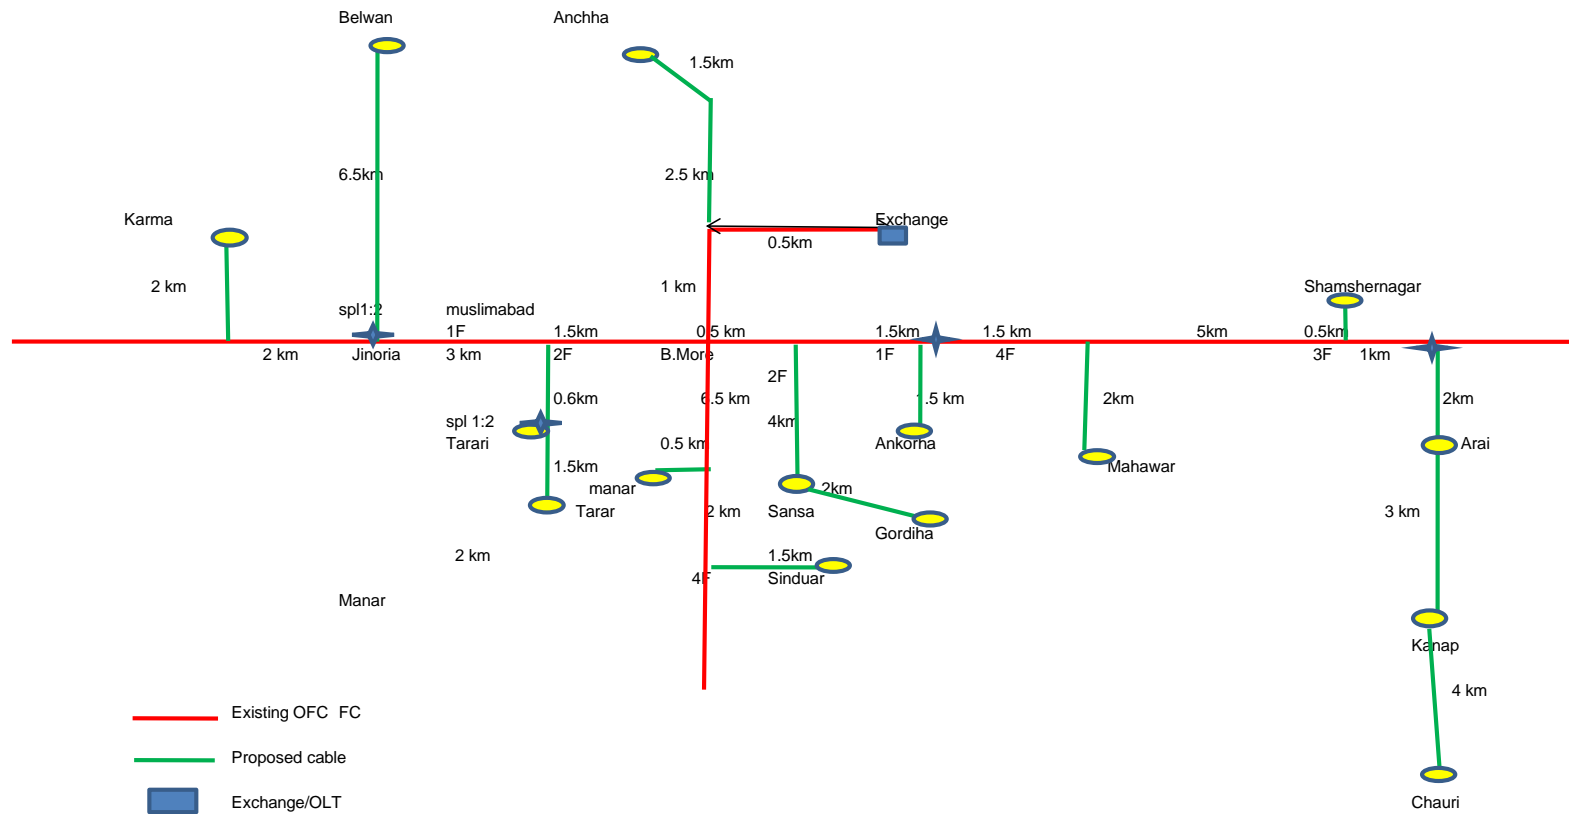 Belwan
Anchha
1.5km
6.5km
2.5 km
Karma
Exchange
0.5km
2 km
1 km
Shamshernagar
spl1:2
muslimabad
1F
1.5km
0.5 km
1.5km
1.5 km
5km
0.5km
2 km
Jinoria
3 km
2F
B.More
1F
4F
3F
1km
2F
0.6km
6.5 km
1.5 km
2km
2km
spl 1:2
4km
Tarari
0.5 km
Ankorha
Arai
1.5km
Mahawar
manar
2km
Tarar
2 km
Sansa
3 km
Gordiha
2 km
1.5km
4F
Sinduar
Manar
Kanap
4 km
Existing OFC FC
Proposed cable
Exchange/OLT
Chauri